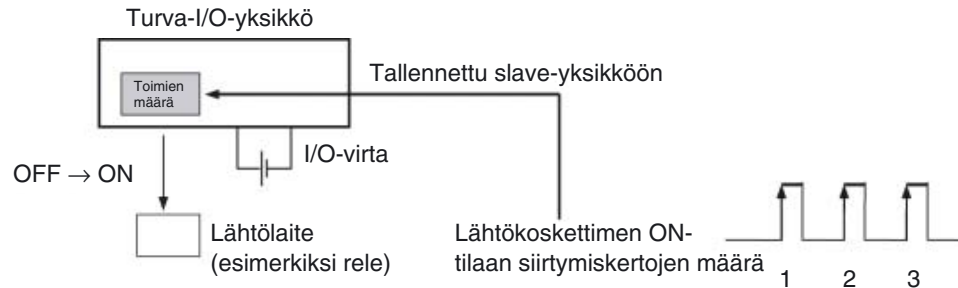 Turva-I/O-yksikkö
Toimien
määrä
Tallennettu slave-yksikköön
I/O-virta
OFF → ON
Lähtölaite
(esimerkiksi rele)
Lähtökoskettimen ON-
tilaan siirtymiskertojen määrä
1 2 3